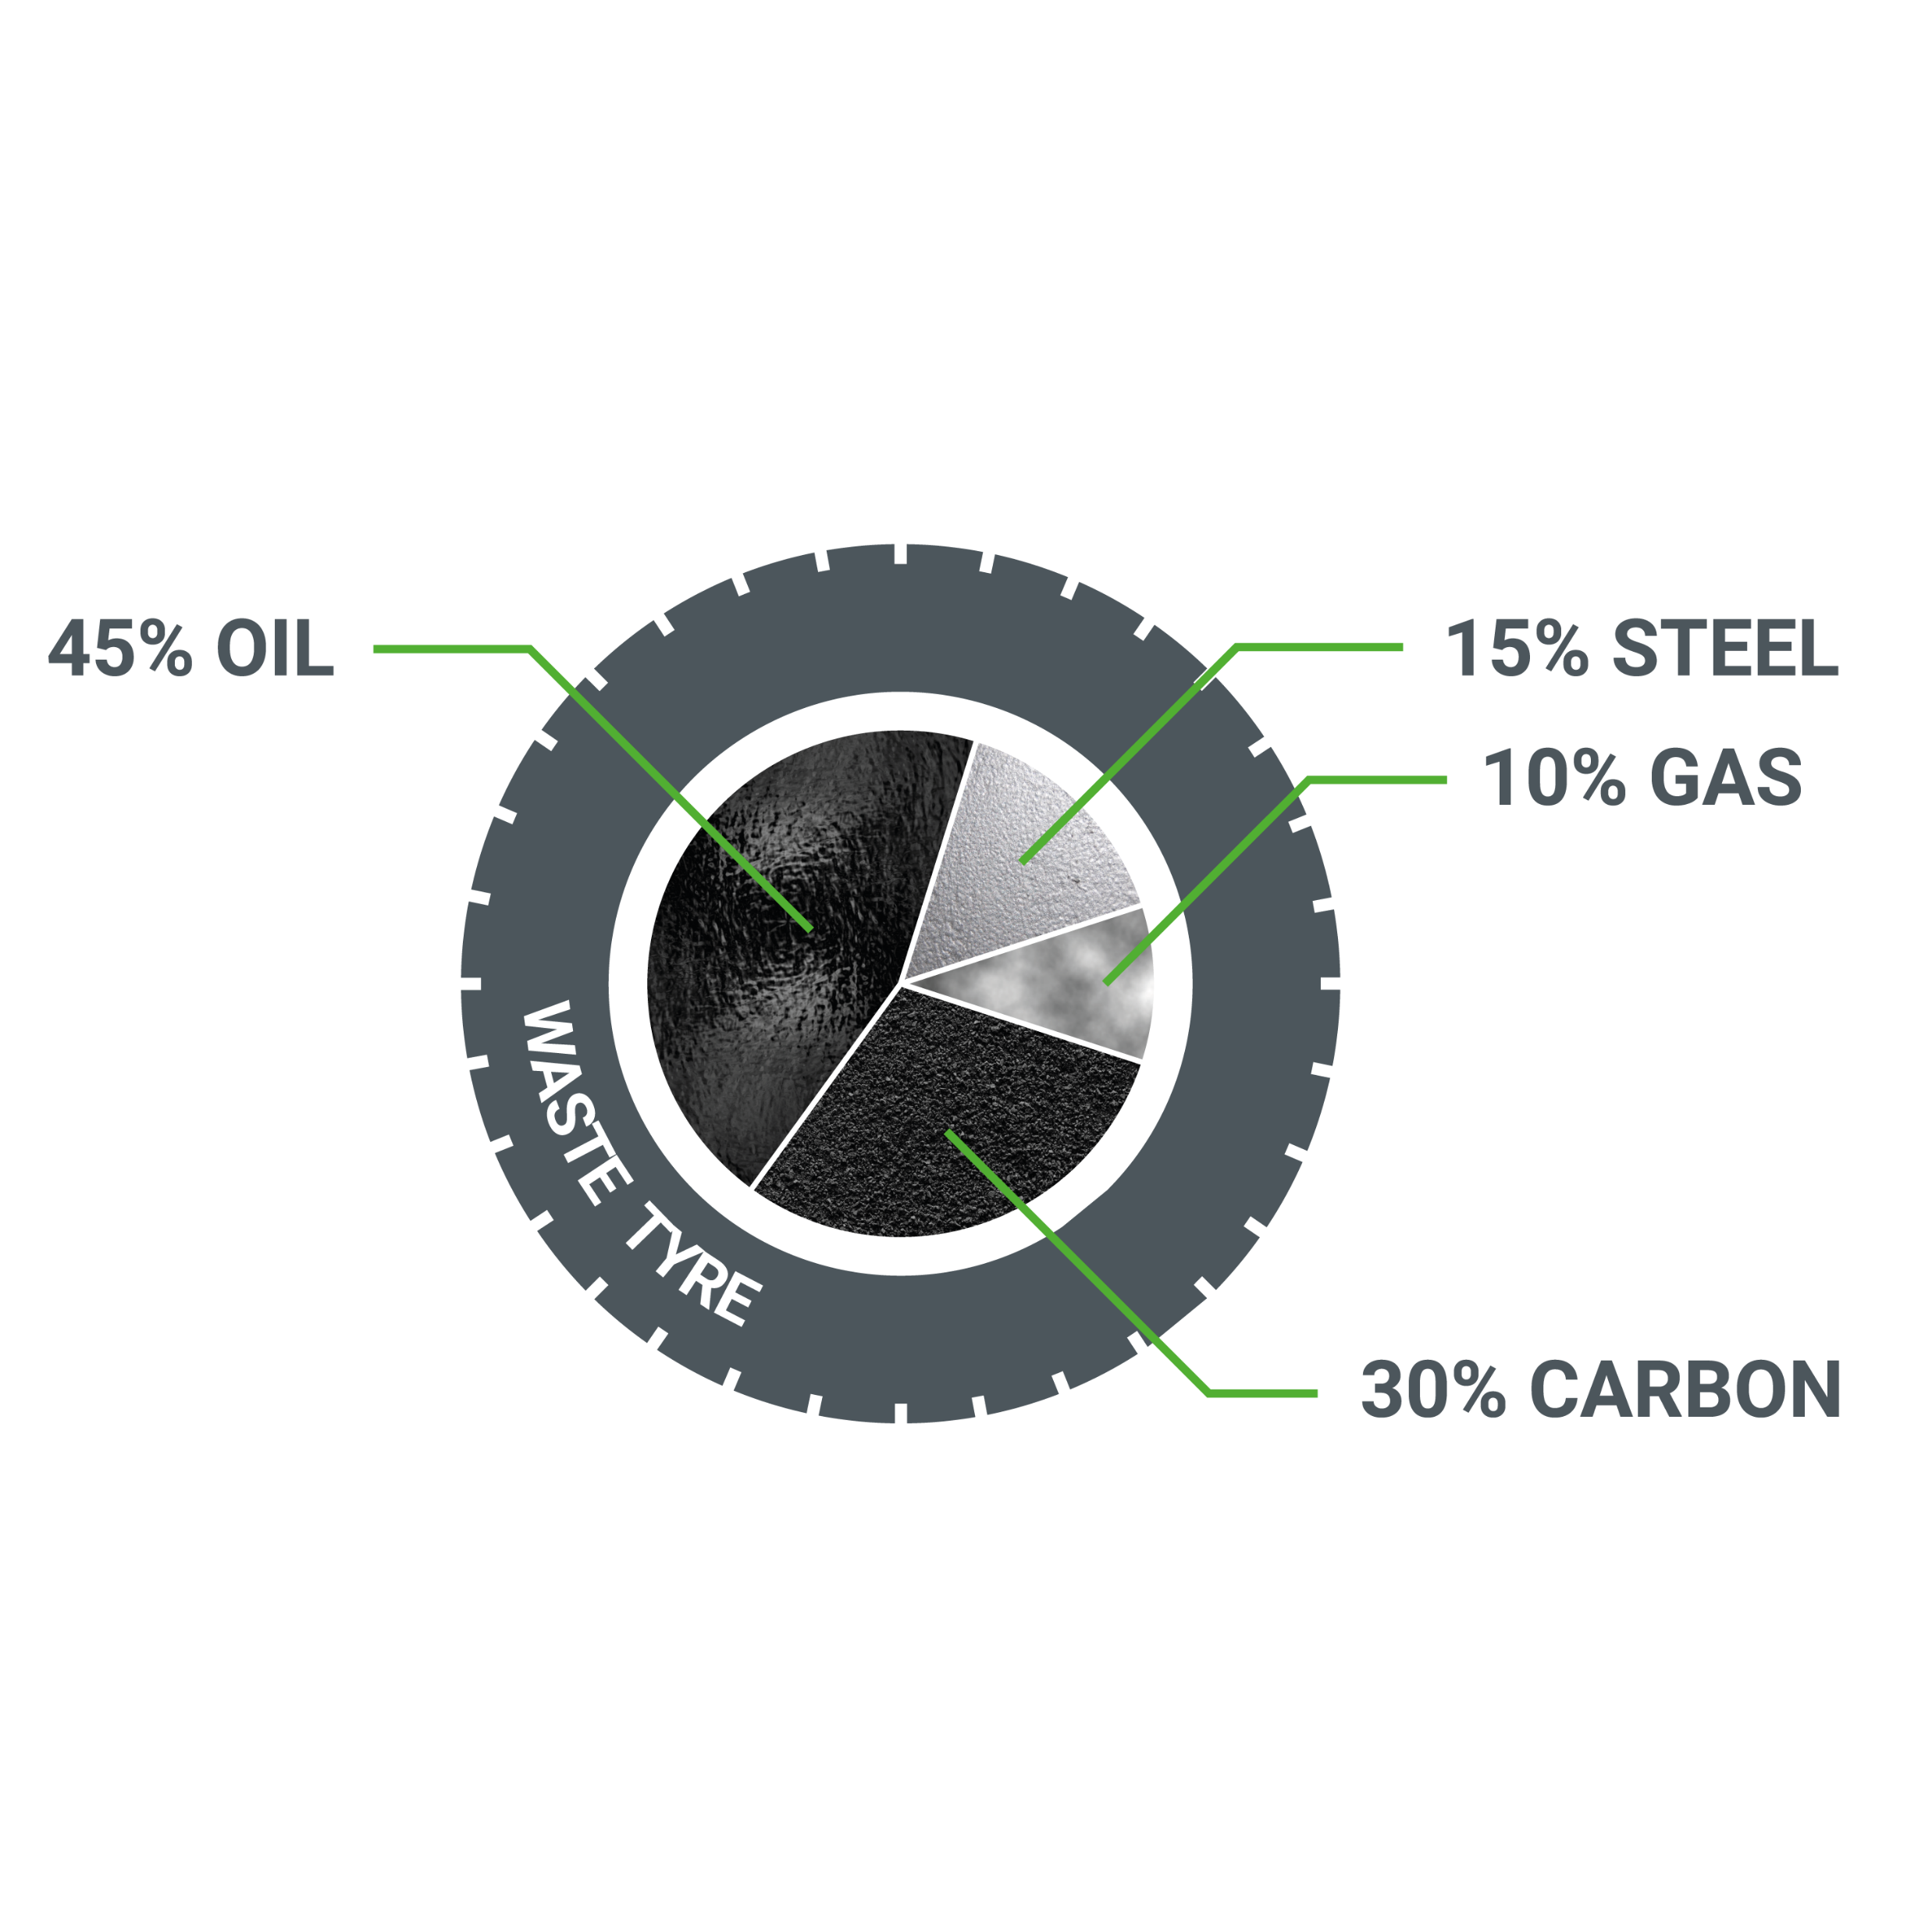 45% OIL
15% STEEL
10% GAS
WASTE TYRE
30% CARBON